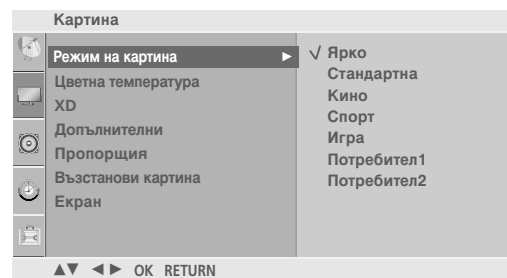 Картина
Режим на картина ►
Цветна температура
XD
Допълнителни
Пропорщия
Възстанови картина
Екран
√ Ярко
Стандартна
Кино
Спорт
Игра
Потребител1
Потребител2
▲▼ ◄► OK RETURN